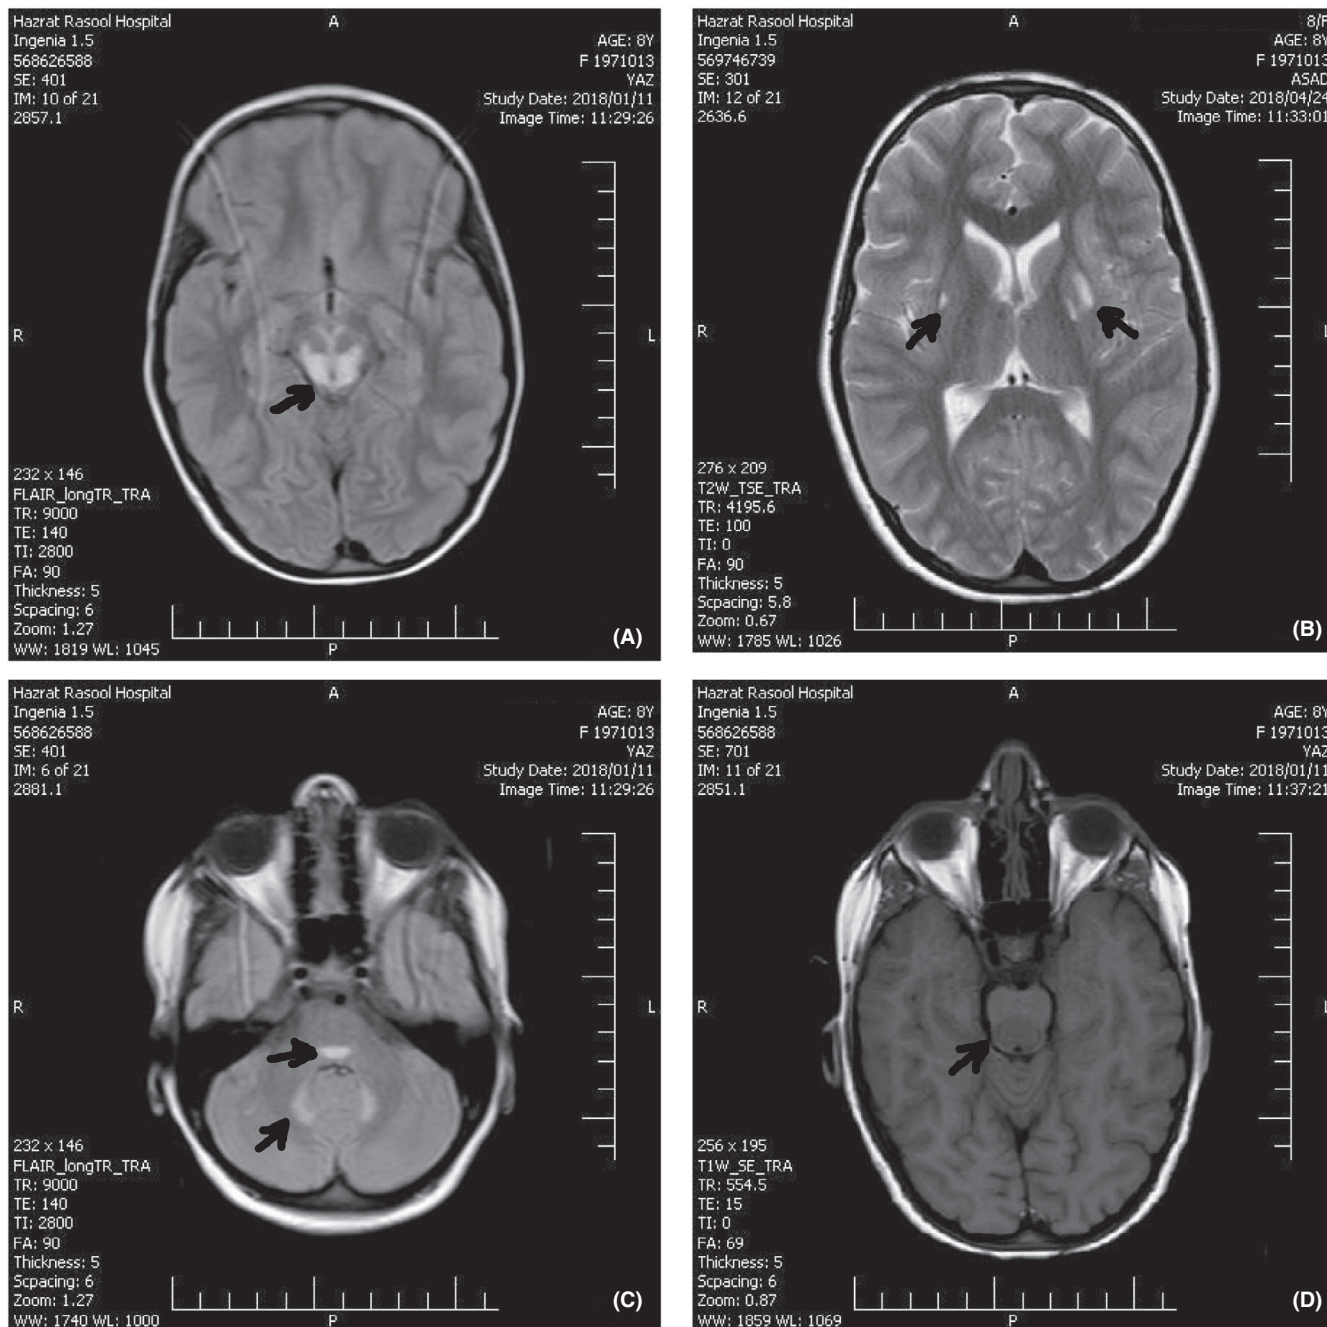 Hazrat Rasool Hospital
Ingenia 1.5
568626588
SE: 401
IM: 10 of 21
2857.1
A
AGE: 8Y
F 1971013
YAZ
Study Date: 2018/01/11
Image Time: 11:29:26
R
L
232 x 146
FLAIR_longTR_TRA
TR: 9000
TE: 140
TI: 2800
FA: 90
Thickness: 5
Scpacing: 6
Zoom: 1.27
WW: 1819 WL: 1045
P
(A)
Hazrat Rasool Hospital
Ingenia 1.5
569746739
SE: 301
IM: 12 of 21
2636.6
A
8/F
AGE: 8Y
F 1971013
ASAD
Study Date: 2018/04/24
Image Time: 11:33:01
R
L
276 x 209
T2W_TSE_TRA
TR: 4195.6
TE: 100
TI: 0
FA: 90
Thickness: 5
Scpacing: 5.8
Zoom: 0.67
WW: 1785 WL: 1026
P
(B)
Hazrat Rasool Hospital
Ingenia 1.5
568626588
SE: 401
IM: 6 of 21
2881.1
A
AGE: 8Y
F 1971013
YAZ
Study Date: 2018/01/11
Image Time: 11:29:26
R
L
232 x 146
FLAIR_longTR_TRA
TR: 9000
TE: 140
TI: 2800
FA: 90
Thickness: 5
Scpacing: 6
Zoom: 1.27
WW: 1740 WL: 1000
P
(C)
Hazrat Rasool Hospital
Ingenia 1.5
568626588
SE: 701
IM: 11 of 21
2851.1
A
AGE: 8Y
F 1971013
YAZ
Study Date: 2018/01/11
Image Time: 11:37:21
R
L
256 x 195
T1W_SE_TRA
TR: 554.5
TE: 15
TI: 0
FA: 69
Thickness: 5
Scpacing: 6
Zoom: 0.87
WW: 1859 WL: 1069
P
(D)